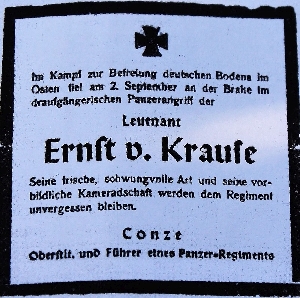 Im Kampf zur Befreiung deutschen Bodens im
Osten fiel am 2. September an der Brake im
draufgängerischen Panzerangriff der
Leutnant
Ernst v. Krause
Seine frische, schwungvolle Art und seine vor-
bildliche Kameradschaft werden dem Regiment
unvergessen bleiben.
Conze
Oberstlt. und Führer eines Panzer-Regiments